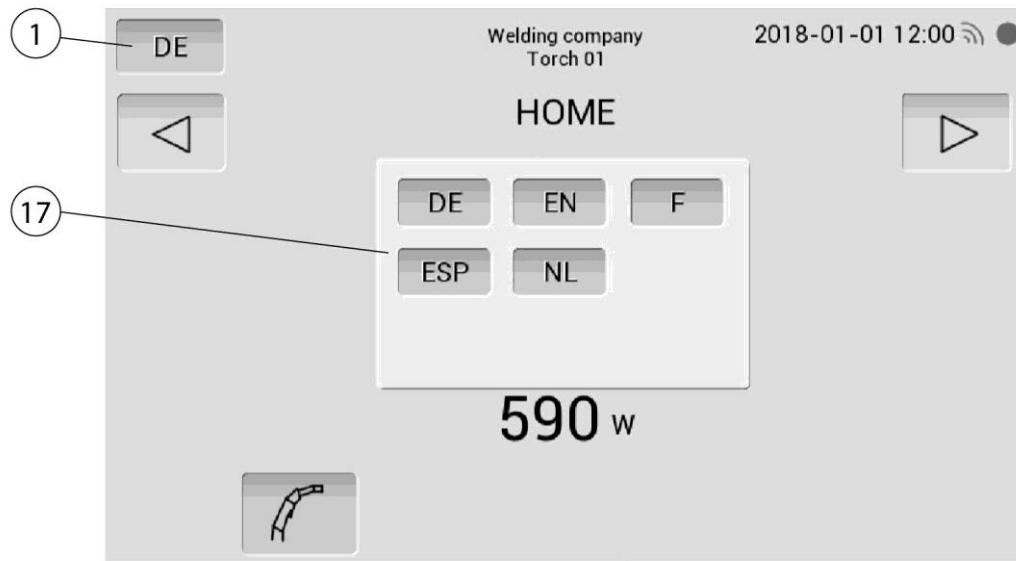 1
DE
Welding company
Torch 01
2018-01-01 12:00
HOME
17
DE EN F
ESP NL
590 W